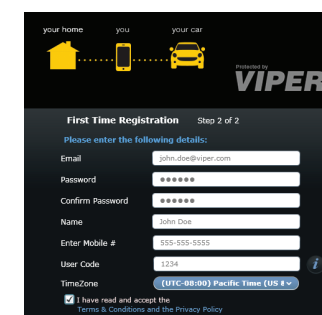 your home you your car
Protected by
VIPER
First Time Registration Step 2 of 2
Please enter the following details:
Email john.doe@viper.com
Password ●●●●●●
Confirm Password ●●●●●●
Name John Doe
Enter Mobile # 555-555-5555
User Code 1234 i
TimeZone (UTC-08:00) Pacific Time (US &
I have read and accept the
Terms & Conditions and the Privacy Policy